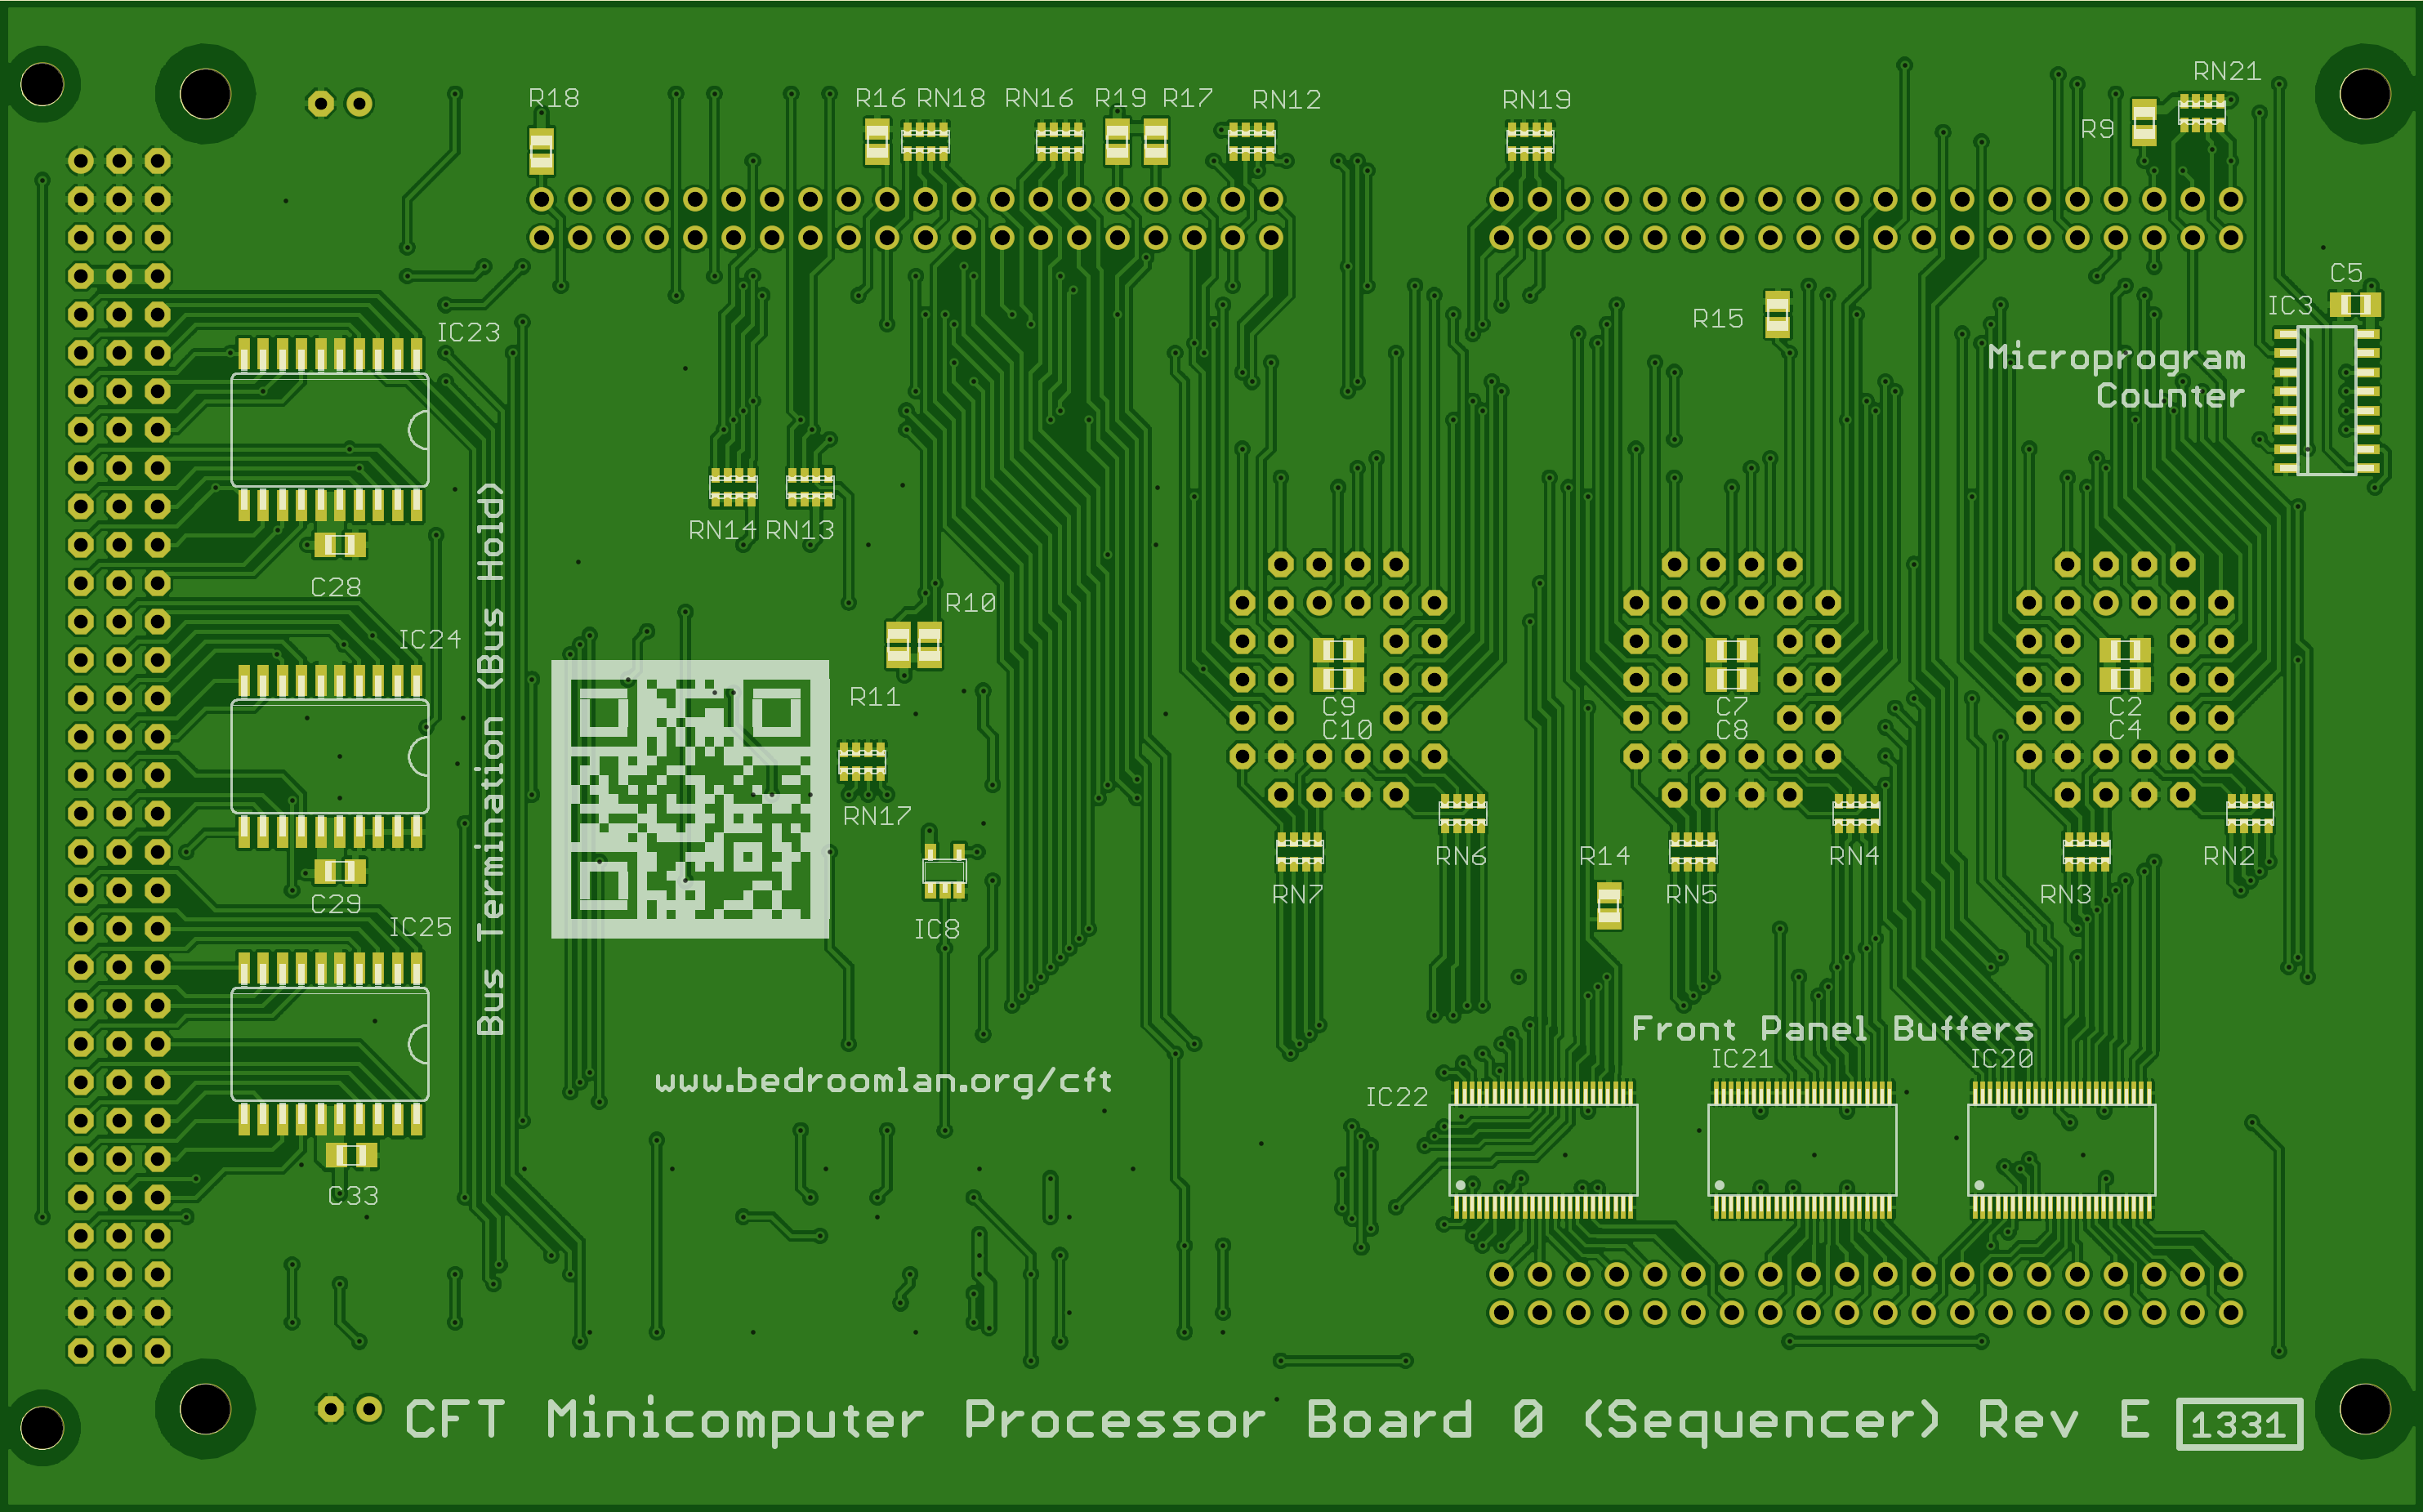 RN21
R18
R16
RN18
RN16
R19
R17
RN12
RN19
R9
C5
IC3
R15
IC23
Microprogram
Counter
RN14
RN13
Bus Termination (Bus Hold)
C28
R10
IC24
R11
C9
C10
C7
C8
C2
C4
RN17
RN6
R14
RN4
RN2
RN7
RN5
RN3
C29
IC25
IC8
Front Panel Buffers
IC21
IC20
www.bedroomlan.org/cft
IC22
C33
CFT Minicomputer Processor Board 0 (Sequencer) Rev E
1331